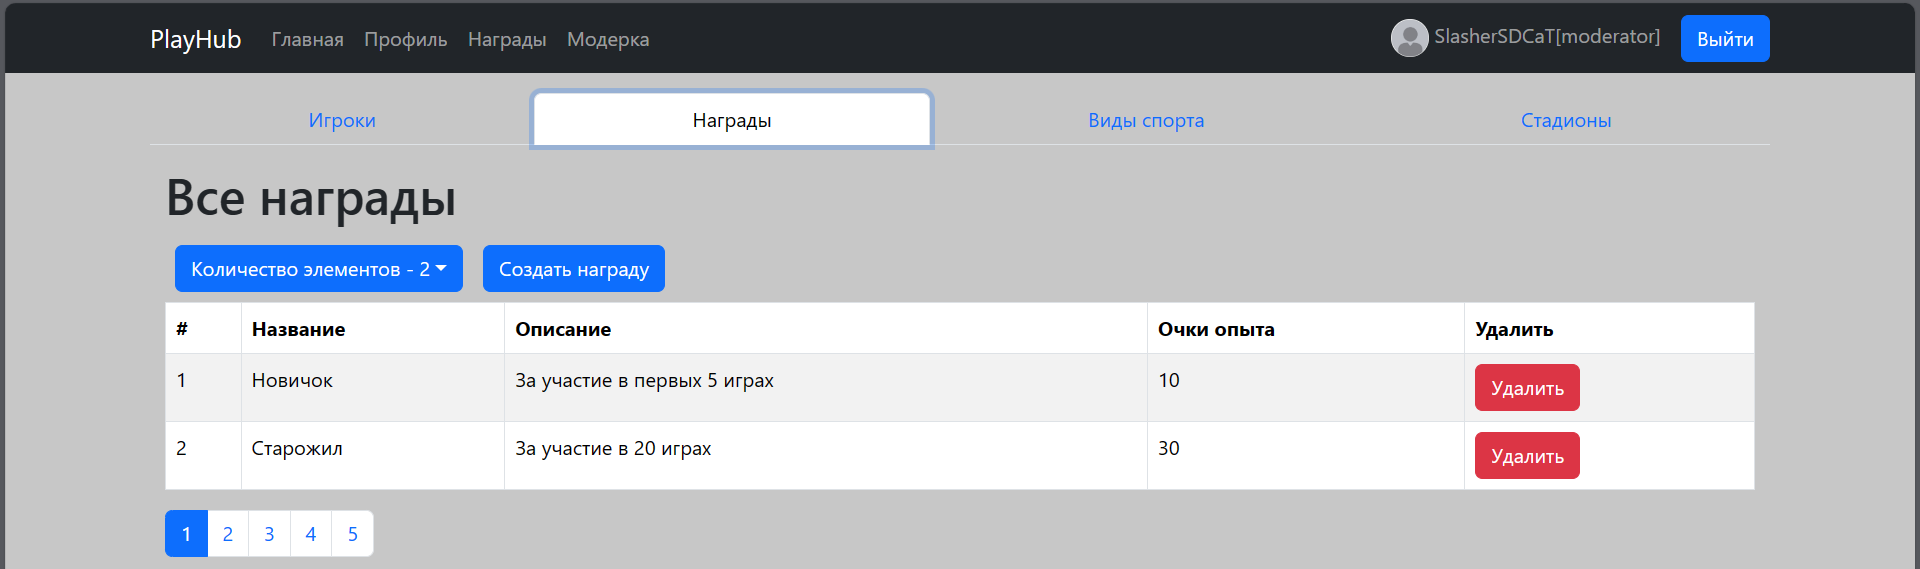 PlayHub Главная Профиль Награды Модерка SlasherSDCaT[moderator] Выйти
Игроки Награды Виды спорта Стадионы
Все награды
Количество элементов - 2 Создать награду
# Название Описание Очки опыта Удалить
1 Новичок За участие в первых 5 играх 10 Удалить
2 Старожил За участие в 20 играх 30 Удалить
1 2 3 4 5